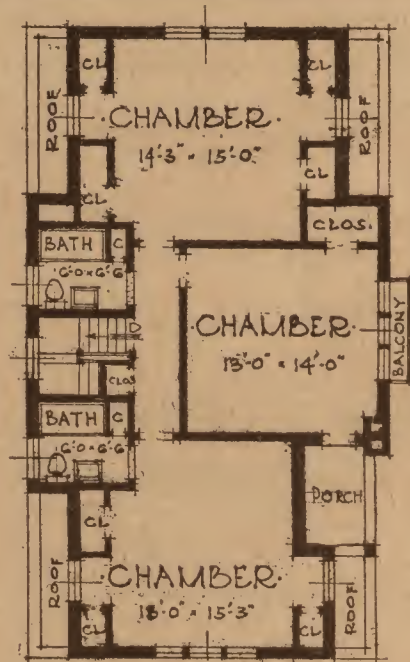 CL
CL
ROOF
ROOF
CHAMBER
14'-3" × 15'-0"
CL
CL
CLOS.
BATH
C
6'-0 × 6'-6
CHAMBER
13'-0" × 14'-0"
D
BALCONY
CLOS
BATH
C
6'-0 × 6'-6
CL
PORCH
CHAMBER
18'-0" × 15'-3"
ROOF
ROOF
CL
CL